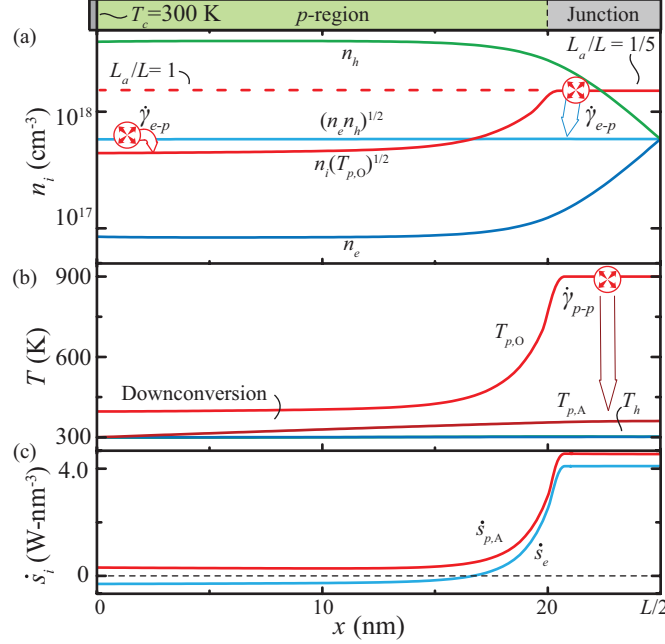 T_c=300 K
p-region
Junction
(a)
n_h
L_a/L = 1/5
L_a/L= 1
10^18
γ̇_e-p
(n_e n_h)^1/2
γ̇_e-p
n_i(T_p,O)^1/2
n_i (cm^-3)
10^17
n_e
(b)
900
γ̇_p-p
T_p,O
600
T (K)
Downconversion
T_p,A
T_h
300
(c)
4.0
ṡ_p,A
ṡ_e
ṡ_i (W-nm^-3)
0
0
10
20
L/2
x (nm)